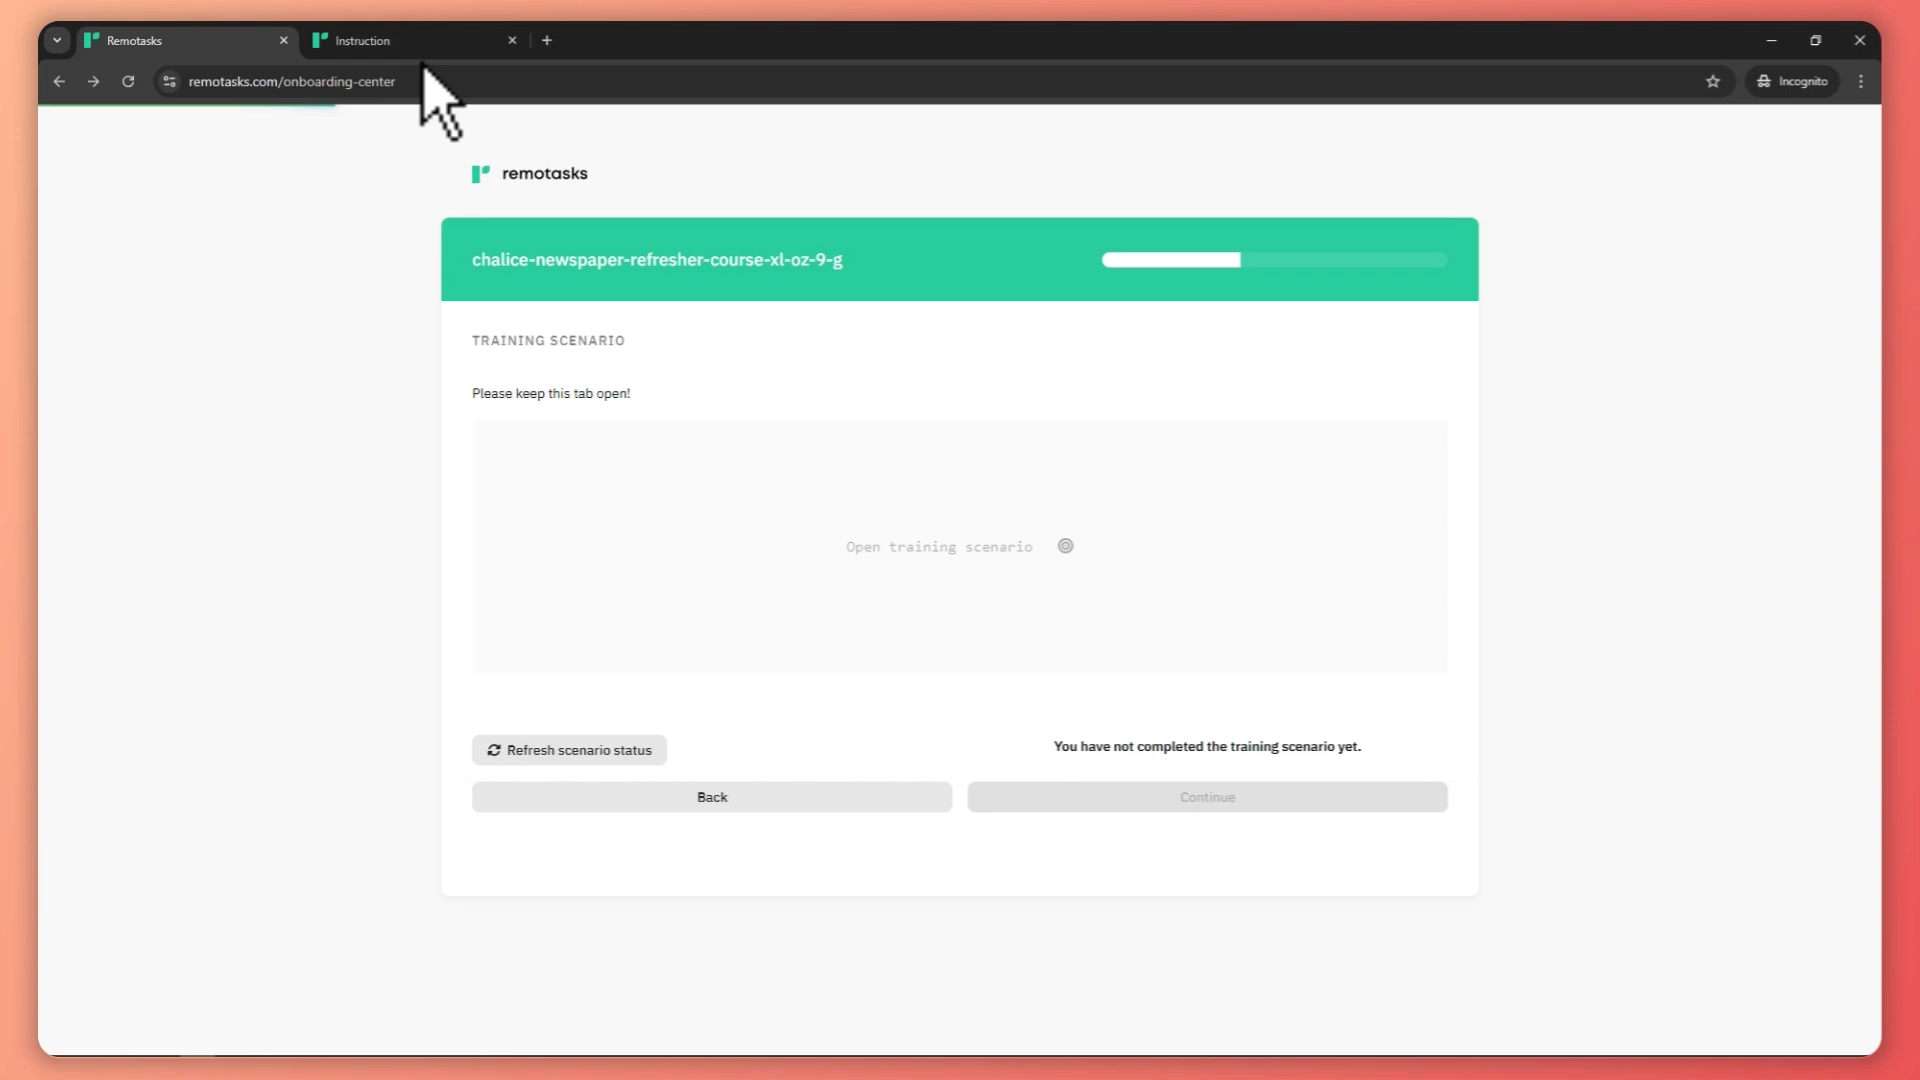 Remotasks
Instruction
remotasks.com/onboarding-center
Incognito
remotasks
chalice-newspaper-refresher-course-xl-oz-9-g
TRAINING SCENARIO
Please keep this tab open!
Open training scenario
Refresh scenario status
You have not completed the training scenario yet.
Back
Continue